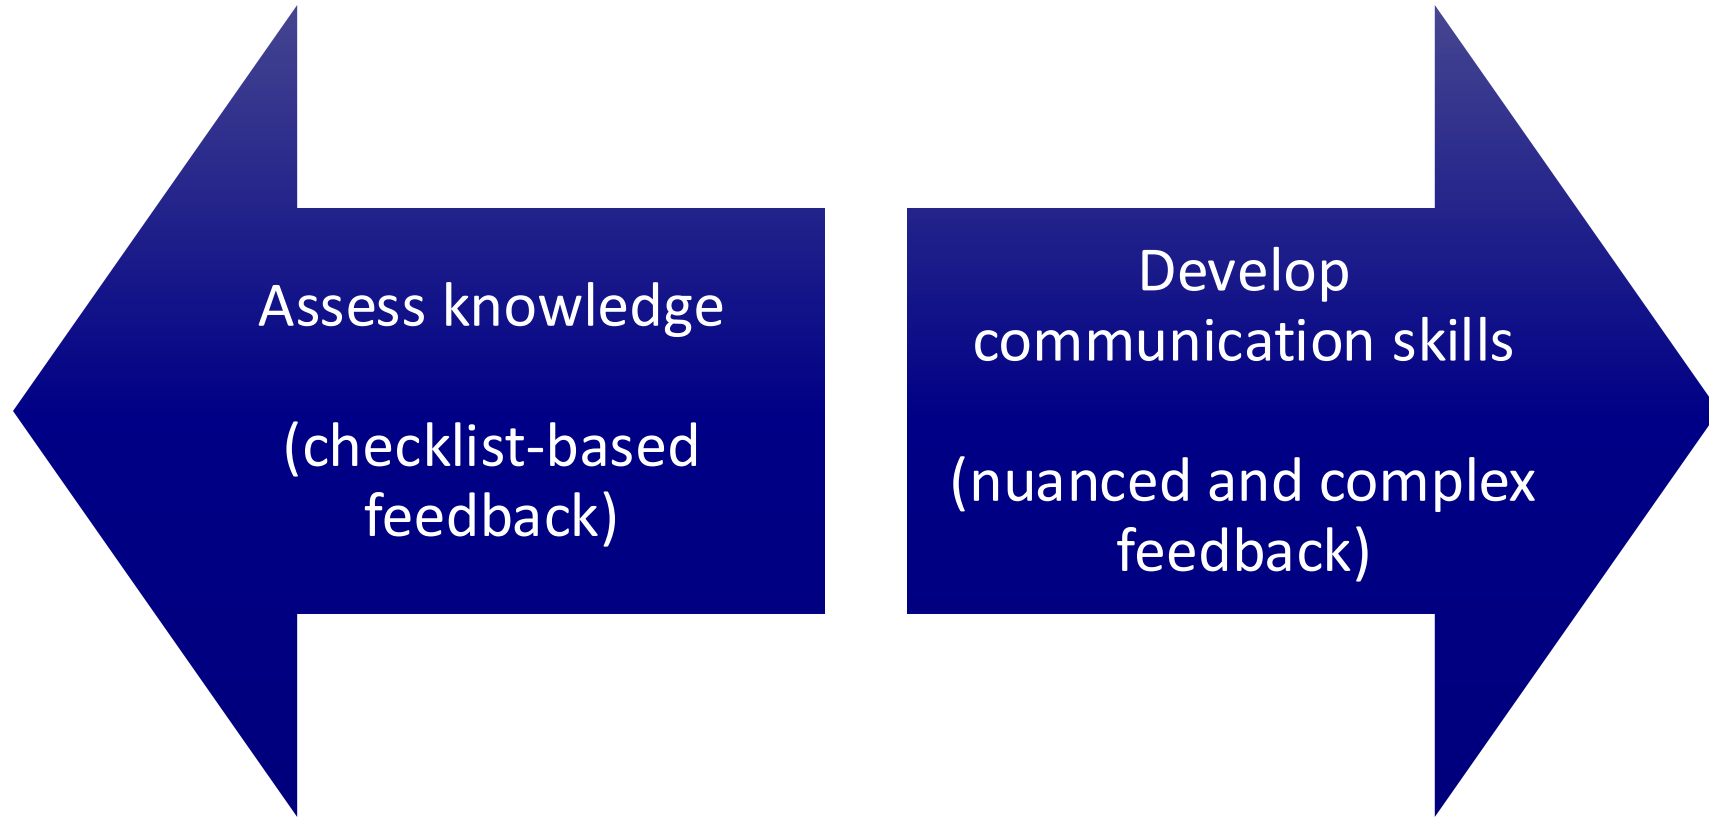 Assess knowledge
(checklist-based
feedback)
Develop
communication skills
(nuanced and complex
feedback)